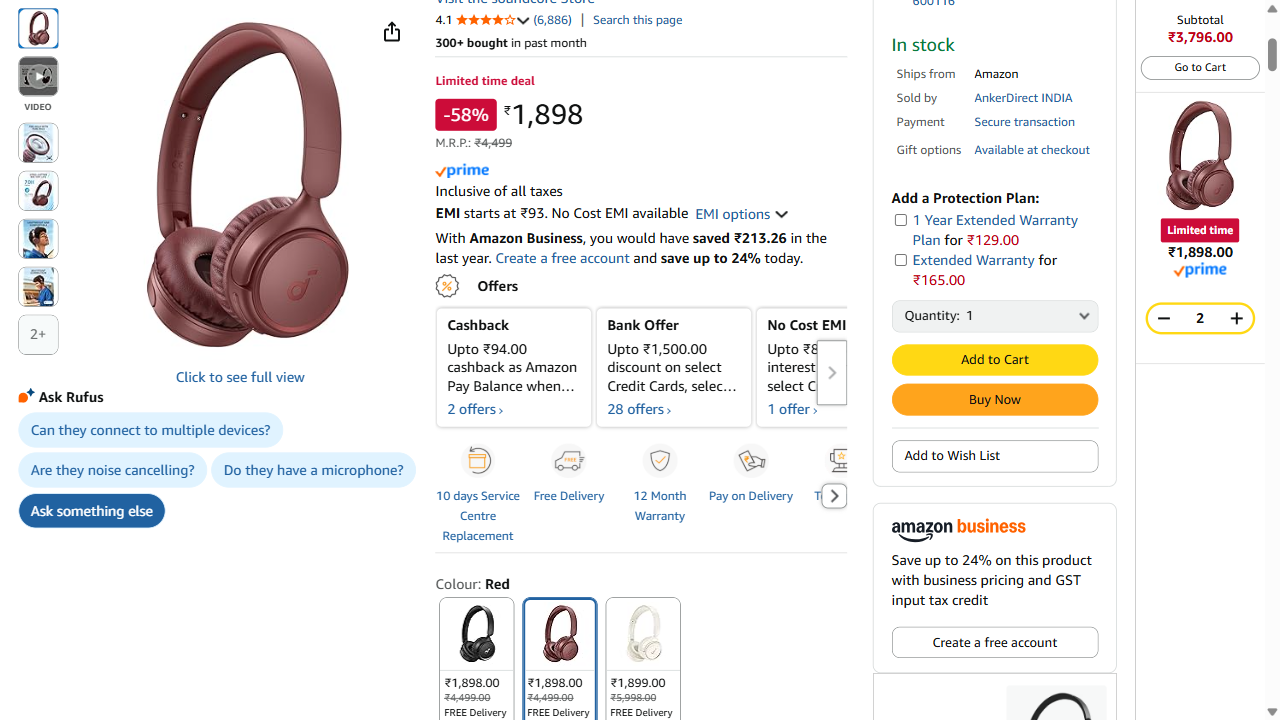 VIDEO
2+
Click to see full view
Ask Rufus
Can they connect to multiple devices?
Are they noise cancelling?
Do they have a microphone?
Ask something else
4.1
(6,886)
|
Search this page
300+ bought in past month
Limited time deal
-58%
₹1,898
M.R.P.: ₹4,499
prime
Inclusive of all taxes
EMI starts at ₹93. No Cost EMI available EMI options
With Amazon Business, you would have saved ₹213.26 in the
last year. Create a free account and save up to 24% today.
Offers
Cashback
Upto ₹94.00
cashback as Amazon
Pay Balance when…
2 offers ›
Bank Offer
Upto ₹1,500.00
discount on select
Credit Cards, selec…
28 offers ›
No Cost EMI
Upto ₹8
interest
select C
1 offer ›
10 days Service
Centre
Replacement
Free Delivery
FREE
12 Month
Warranty
Pay on Delivery
Colour: Red
₹1,898.00
₹4,499.00
FREE Delivery
₹1,898.00
₹4,499.00
FREE Delivery
₹1,899.00
₹5,998.00
FREE Delivery
In stock
Ships from Amazon
Sold by AnkerDirect INDIA
Payment Secure transaction
Gift options Available at checkout
Add a Protection Plan:
1 Year Extended Warranty
Plan for ₹129.00
Extended Warranty for
₹165.00
Quantity: 1
Add to Cart
Buy Now
Add to Wish List
amazon business
Save up to 24% on this product
with business pricing and GST
input tax credit
Create a free account
Subtotal
₹3,796.00
Go to Cart
Limited time
₹1,898.00
prime
2